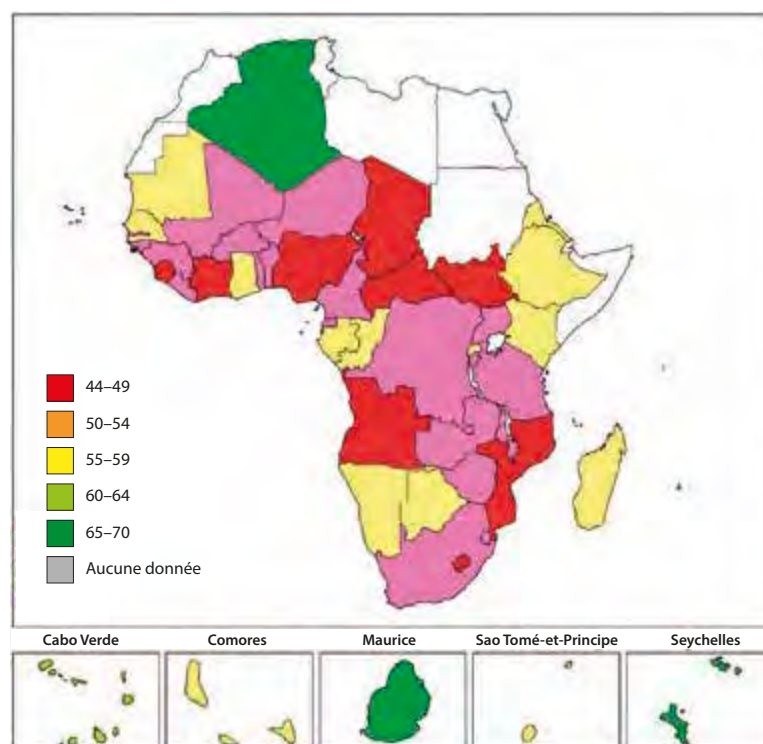 44–49
50–54
55–59
60–64
65–70
Aucune donnée
Cabo Verde
Comores
Maurice
Sao Tomé-et-Principe
Seychelles